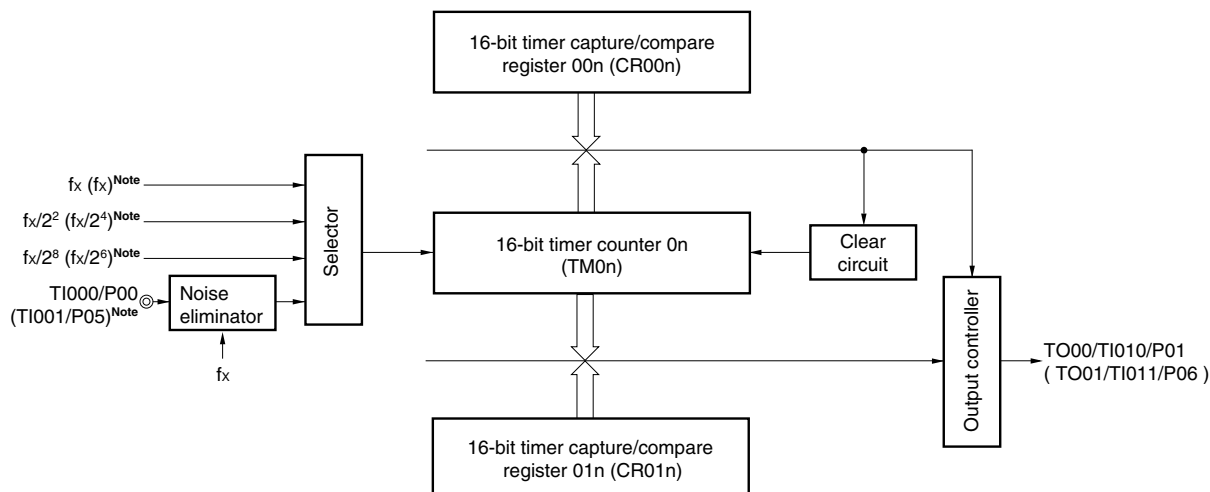 16-bit timer capture/compare
register 00n (CR00n)
fx (fx)Note
fx/2² (fx/2⁴)Note
fx/2⁸ (fx/2⁶)Note
TI000/P00
(TI001/P05)Note
Noise
eliminator
fx
Selector
16-bit timer counter 0n
(TM0n)
Clear
circuit
Output controller
TO00/TI010/P01
( TO01/TI011/P06 )
16-bit timer capture/compare
register 01n (CR01n)